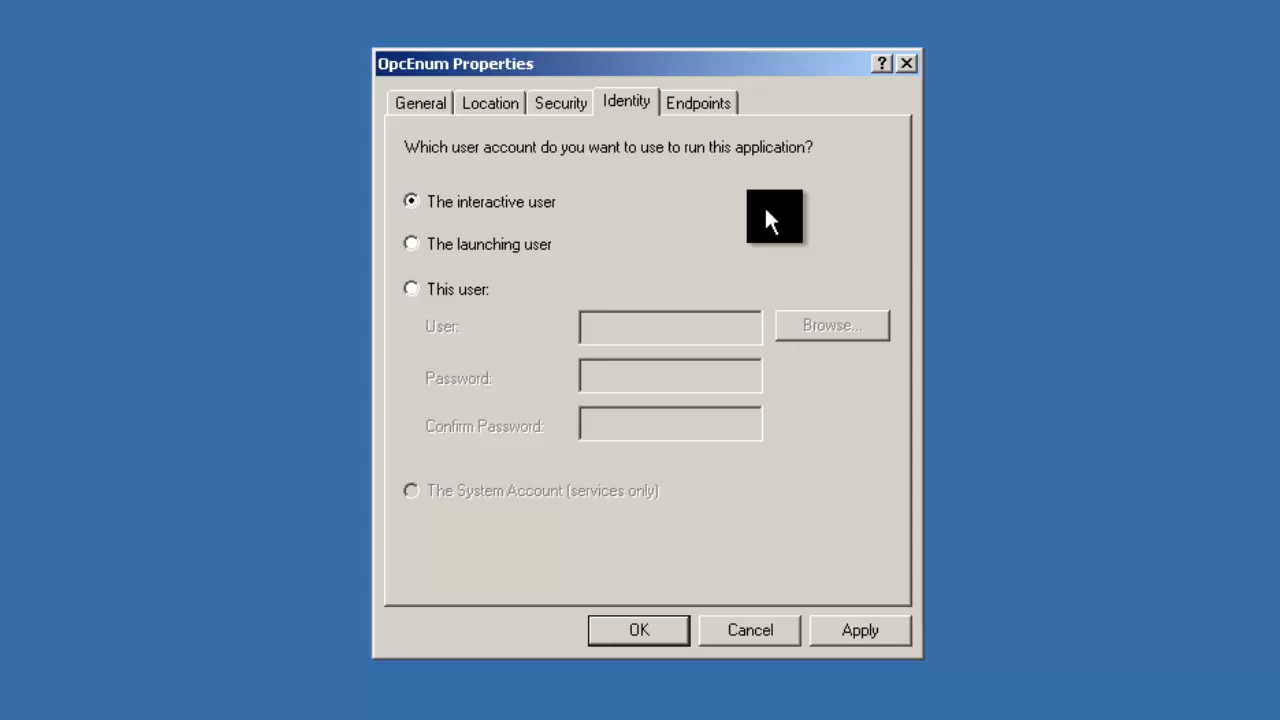 OpcEnum Properties
General Location Security Identity Endpoints
Which user account do you want to use to run this application?
The interactive user
The launching user
This user:
User:
Browse...
Password:
Confirm Password:
The System Account (services only)
OK Cancel Apply